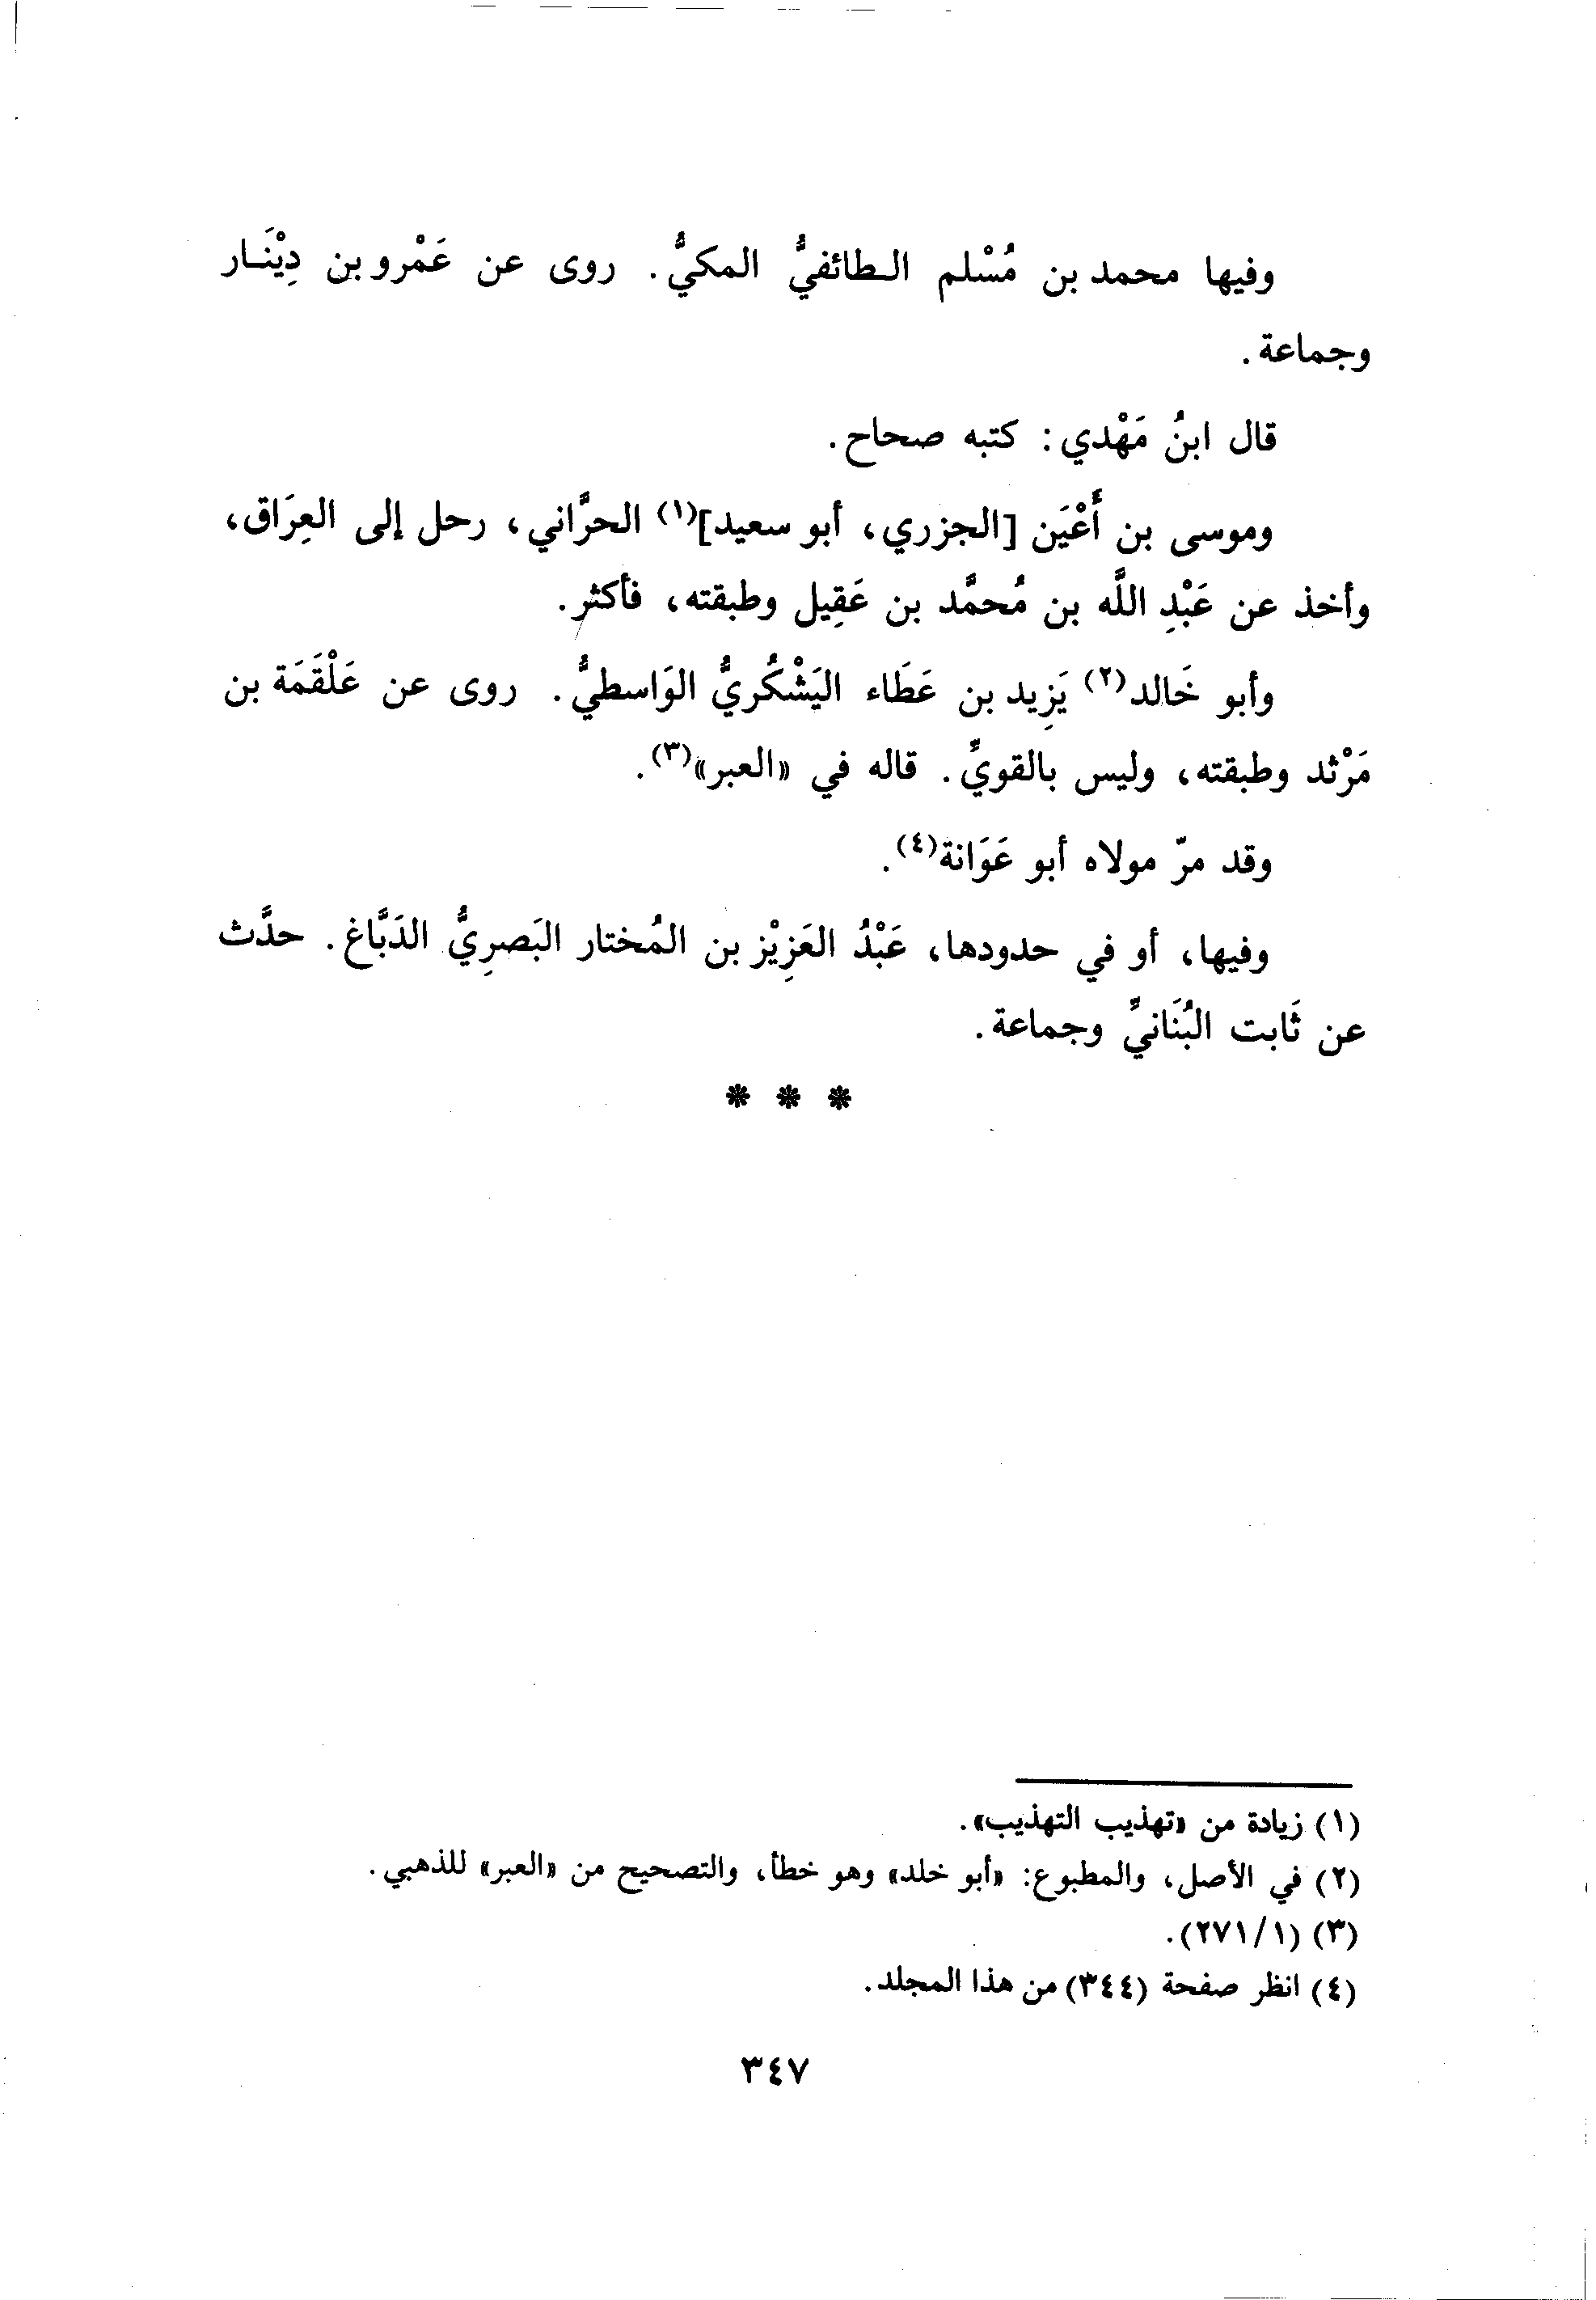 وفيها محمد بن مُسْلم الـطائفيُّ المكيُّ. روى عن عَمْرو بن دِيْنَـار
وجماعة.
قال ابنُ مَهْدي: كتبه صحاح.
وموسى بن أَعْيَن [الجزري، أبو سعيد](١) الحرَّاني، رحل إلى العِرَاق،
وأخذ عن عَبْدِ اللَّه بن مُحمَّد بن عَقِيل وطبقته، فأكثر.
وأبو خَالد(٢) يَزِيد بن عَطَاء اليَشْكُريُّ الوَاسطيُّ. روى عن عَلْقَمَة بن
مَرْثد وطبقته، وليس بالقويِّ. قاله في «العبر»(٣).
وقد مرّ مولاه أبو عَوَانة(٤).
وفيها، أو في حدودها، عَبْدُ العَزِيْز بن المُختار البَصرِيُّ الدَبَّاغ. حدَّث
عن ثَابت البُنَانيِّ وجماعة.
* * *
(١) زيادة من «تهذيب التهذيب».
(٢) في الأصل، والمطبوع: «أبو خلد» وهو خطأ، والتصحيح من «العبر» للذهبي.
(٣) (٢٧١/١).
(٤) انظر صفحة (٣٤٤) من هذا المجلد.
٣٤٧